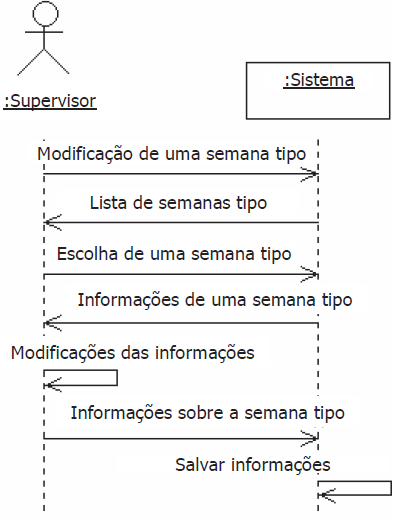 :Supervisor
:Sistema
Modificação de uma semana tipo
Lista de semanas tipo
Escolha de uma semana tipo
Informações de uma semana tipo
Modificações das informações
Informações sobre a semana tipo
Salvar informações